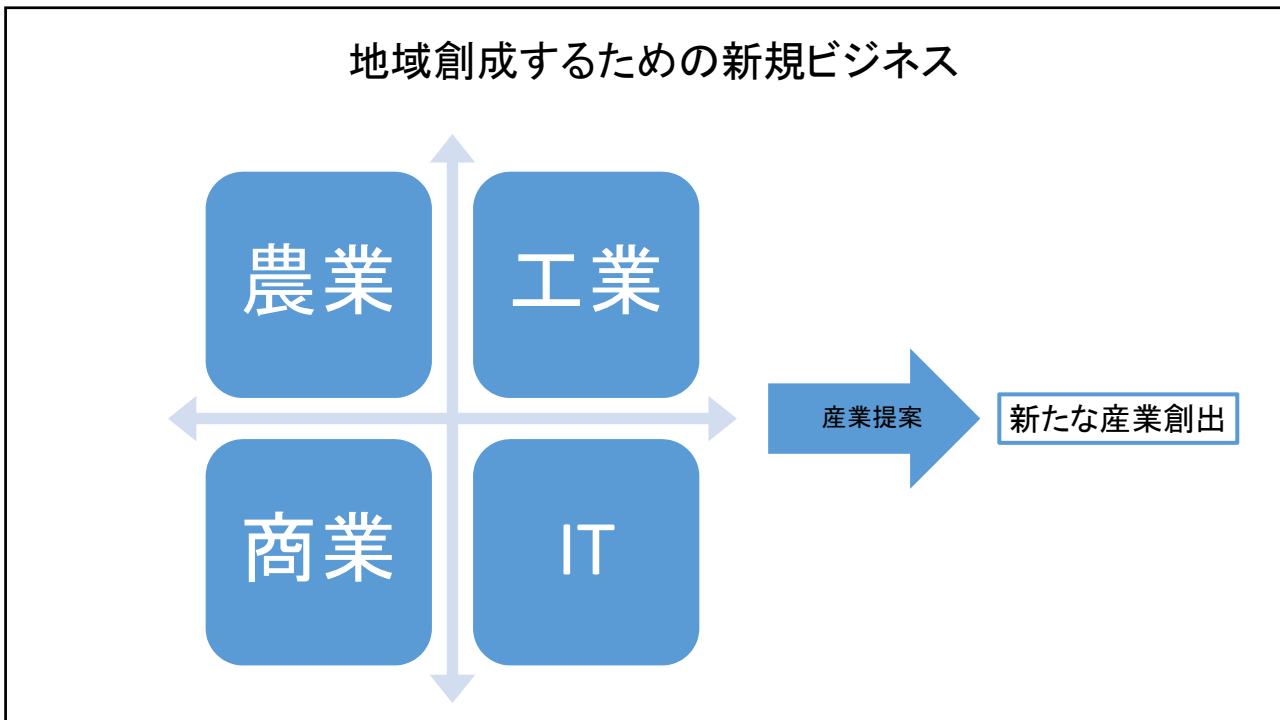 地域創成するための新規ビジネス
農業
工業
商業
IT
産業提案
新たな産業創出